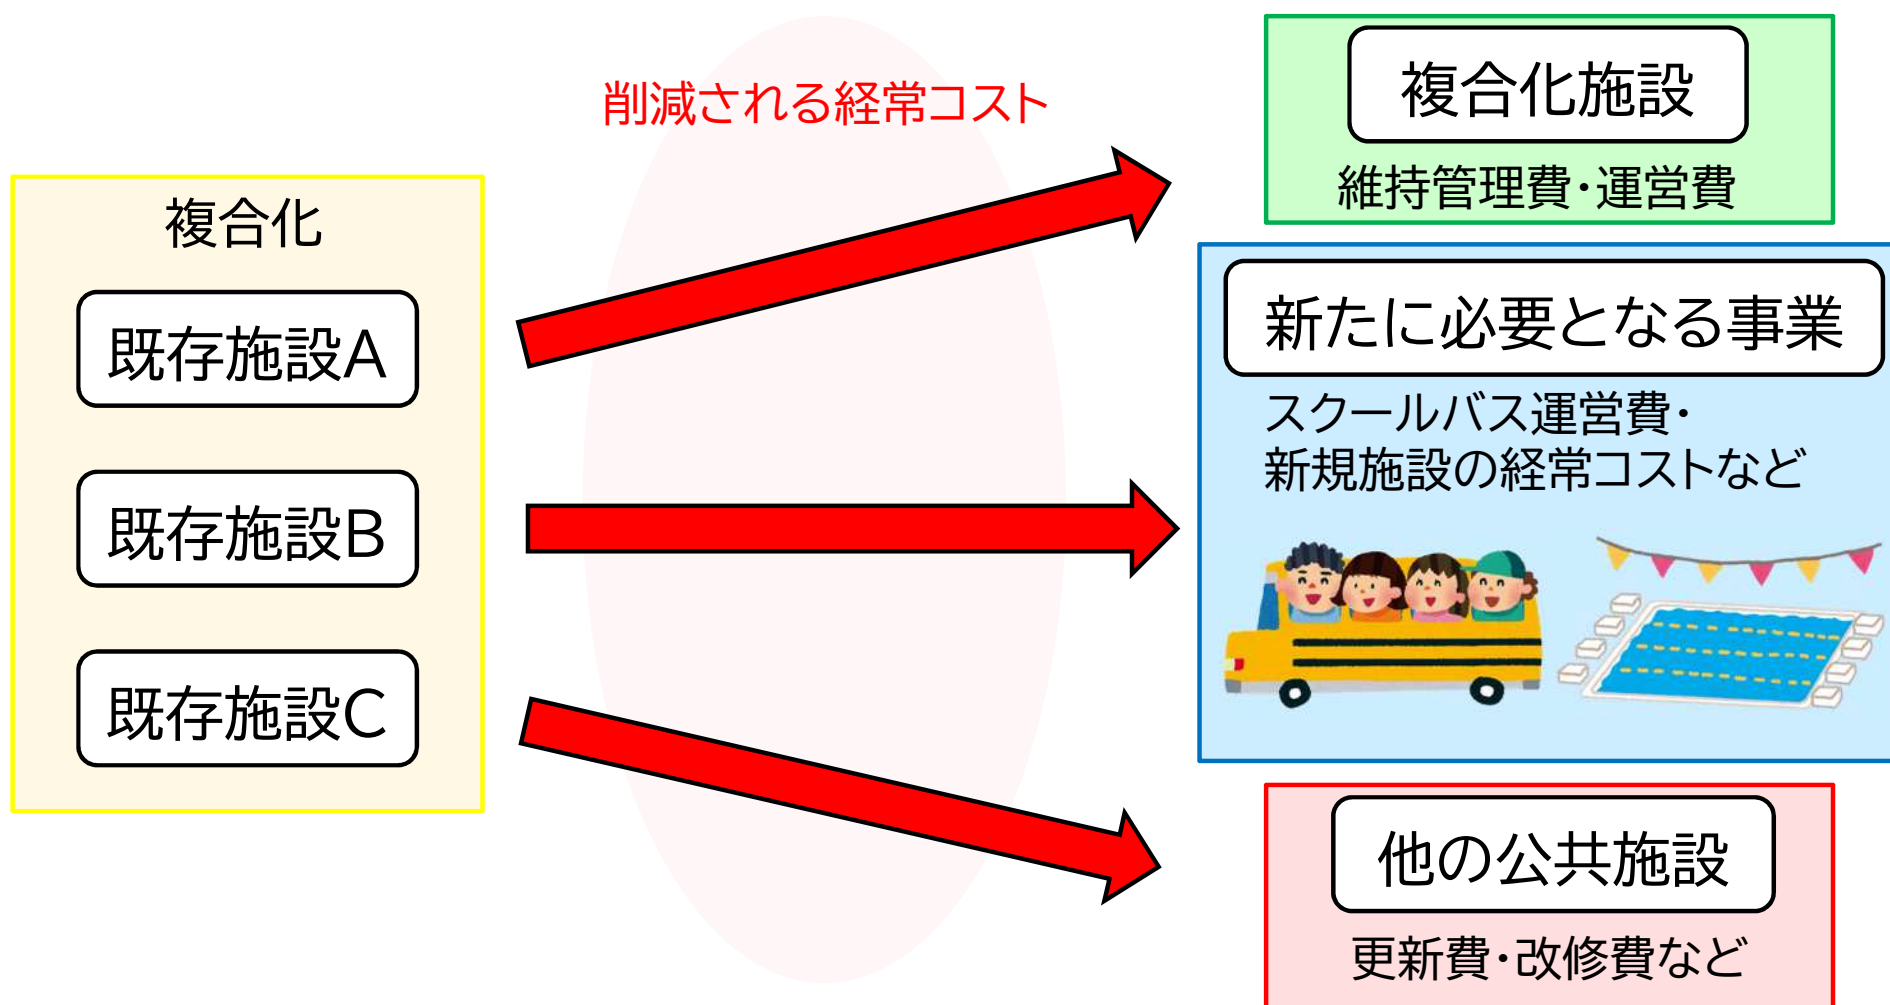 削減される経常コスト
複合化
既存施設A
既存施設B
既存施設C
複合化施設
維持管理費・運営費
新たに必要となる事業
スクールバス運営費・
新規施設の経常コストなど
他の公共施設
更新費・改修費など